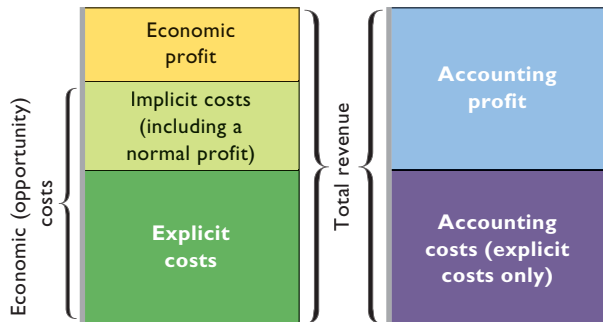 Economic
profit
Implicit costs
(including a
normal profit)
Explicit
costs
Economic (opportunity)
costs
Total revenue
Accounting
profit
Accounting
costs (explicit
costs only)